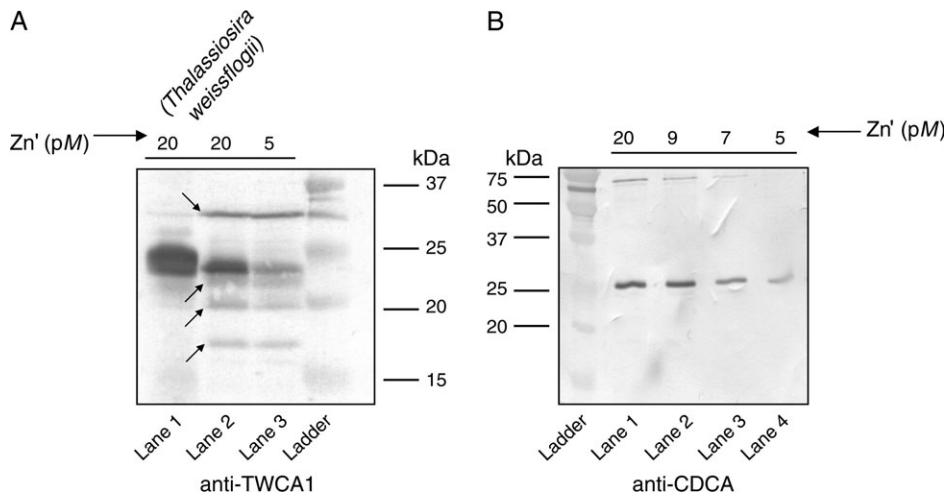 A
(Thalassiosira
weissflogii)
Zn' (pM)
20 20 5
kDa
37
25
20
15
Lane 1
Lane 2
Lane 3
Ladder
anti-TWCA1
B
Zn' (pM)
20 9 7 5
kDa
75
50
37
25
20
Ladder
Lane 1
Lane 2
Lane 3
Lane 4
anti-CDCA